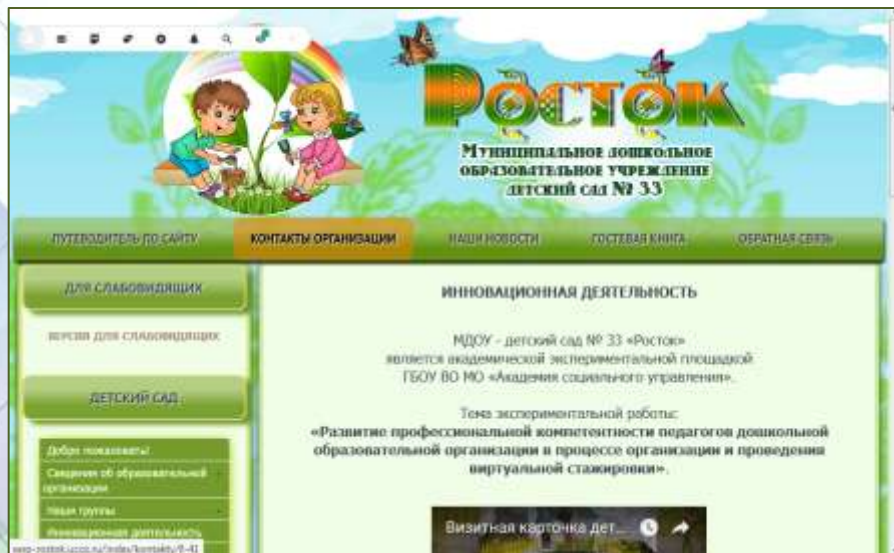 Росток
Муниципальное дошкольное
образовательное учреждение
детский сад № 33
ПУТЕВОДИТЕЛЬ ПО САЙТУ
КОНТАКТЫ ОРГАНИЗАЦИИ
НАШИ НОВОСТИ
ГОСТЕВАЯ КНИГА
ОБРАТНАЯ СВЯЗЬ
ДЛЯ СЛАБОВИДЯЩИХ
ВЕРСИЯ ДЛЯ СЛАБОВИДЯЩИХ
ДЕТСКИЙ САД
Добро пожаловать!
Сведения об образовательной
организации
Наши группы
Инновационная деятельность
ИННОВАЦИОННАЯ ДЕЯТЕЛЬНОСТЬ
МДОУ - детский сад № 33 «Росток»
является академической экспериментальной площадкой
ГБОУ ВО МО «Академия социального управления».
Тема экспериментальной работы:
«Развитие профессиональной компетентности педагогов дошкольной
образовательной организации в процессе организации и проведения
виртуальной стажировки».
Визитная карточка дет...